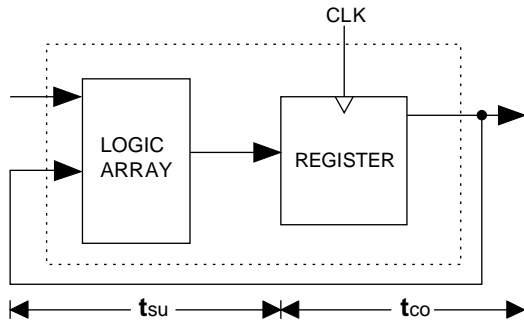 CLK
LOGIC
ARRAY
REGISTER
tsu
tco